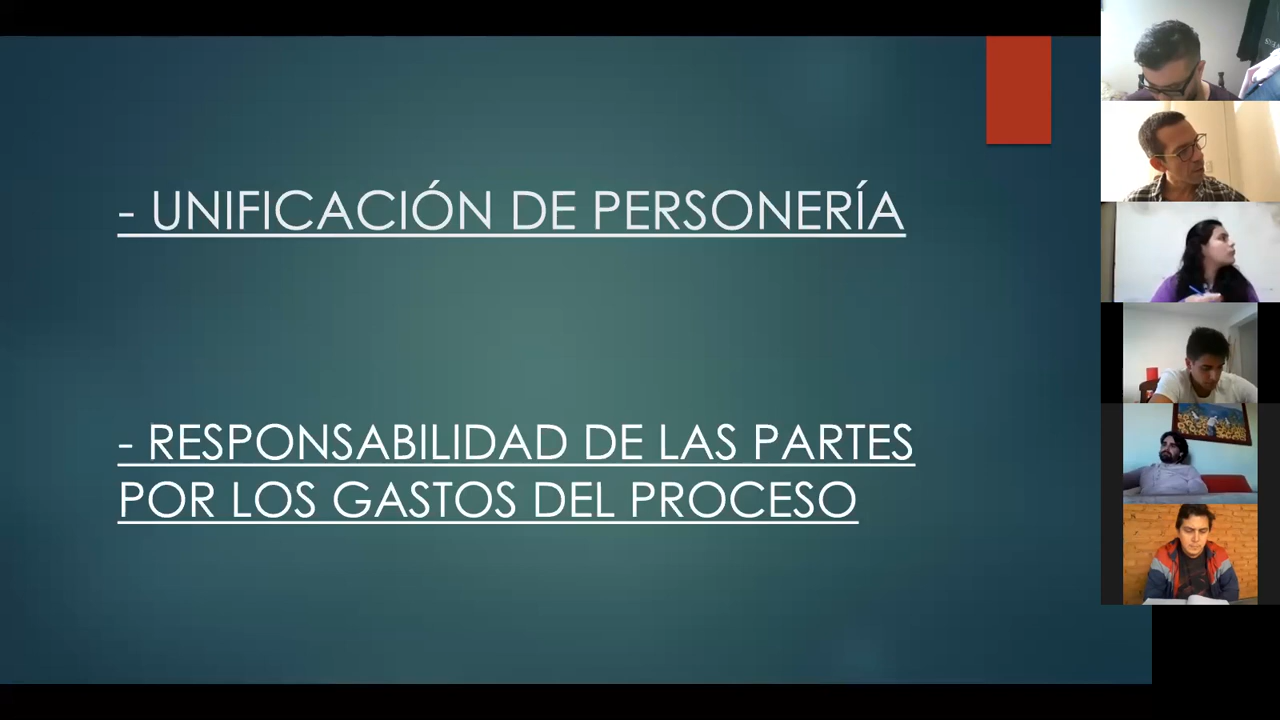 - UNIFICACIÓN DE PERSONERÍA
- RESPONSABILIDAD DE LAS PARTES
POR LOS GASTOS DEL PROCESO